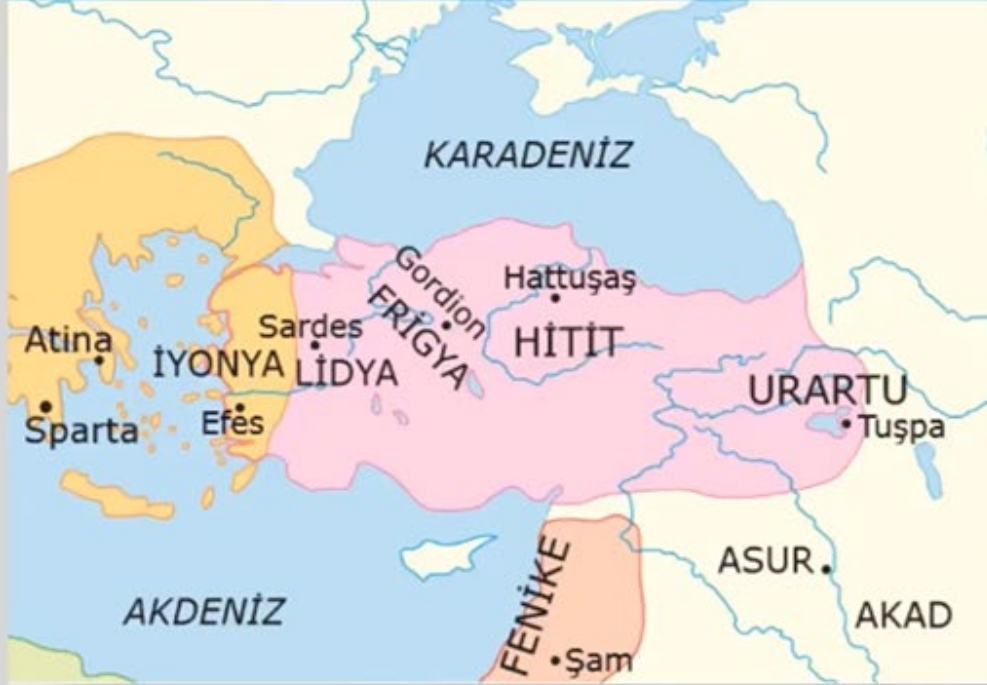 KARADENİZ
Gordion
Hattuşaş
FRİGYA
Sardes
Atina
HİTİT
İYONYA
LİDYA
URARTU
Efes
Sparta
Tuşpa
ASUR
FENİKE
AKDENİZ
AKAD
Şam